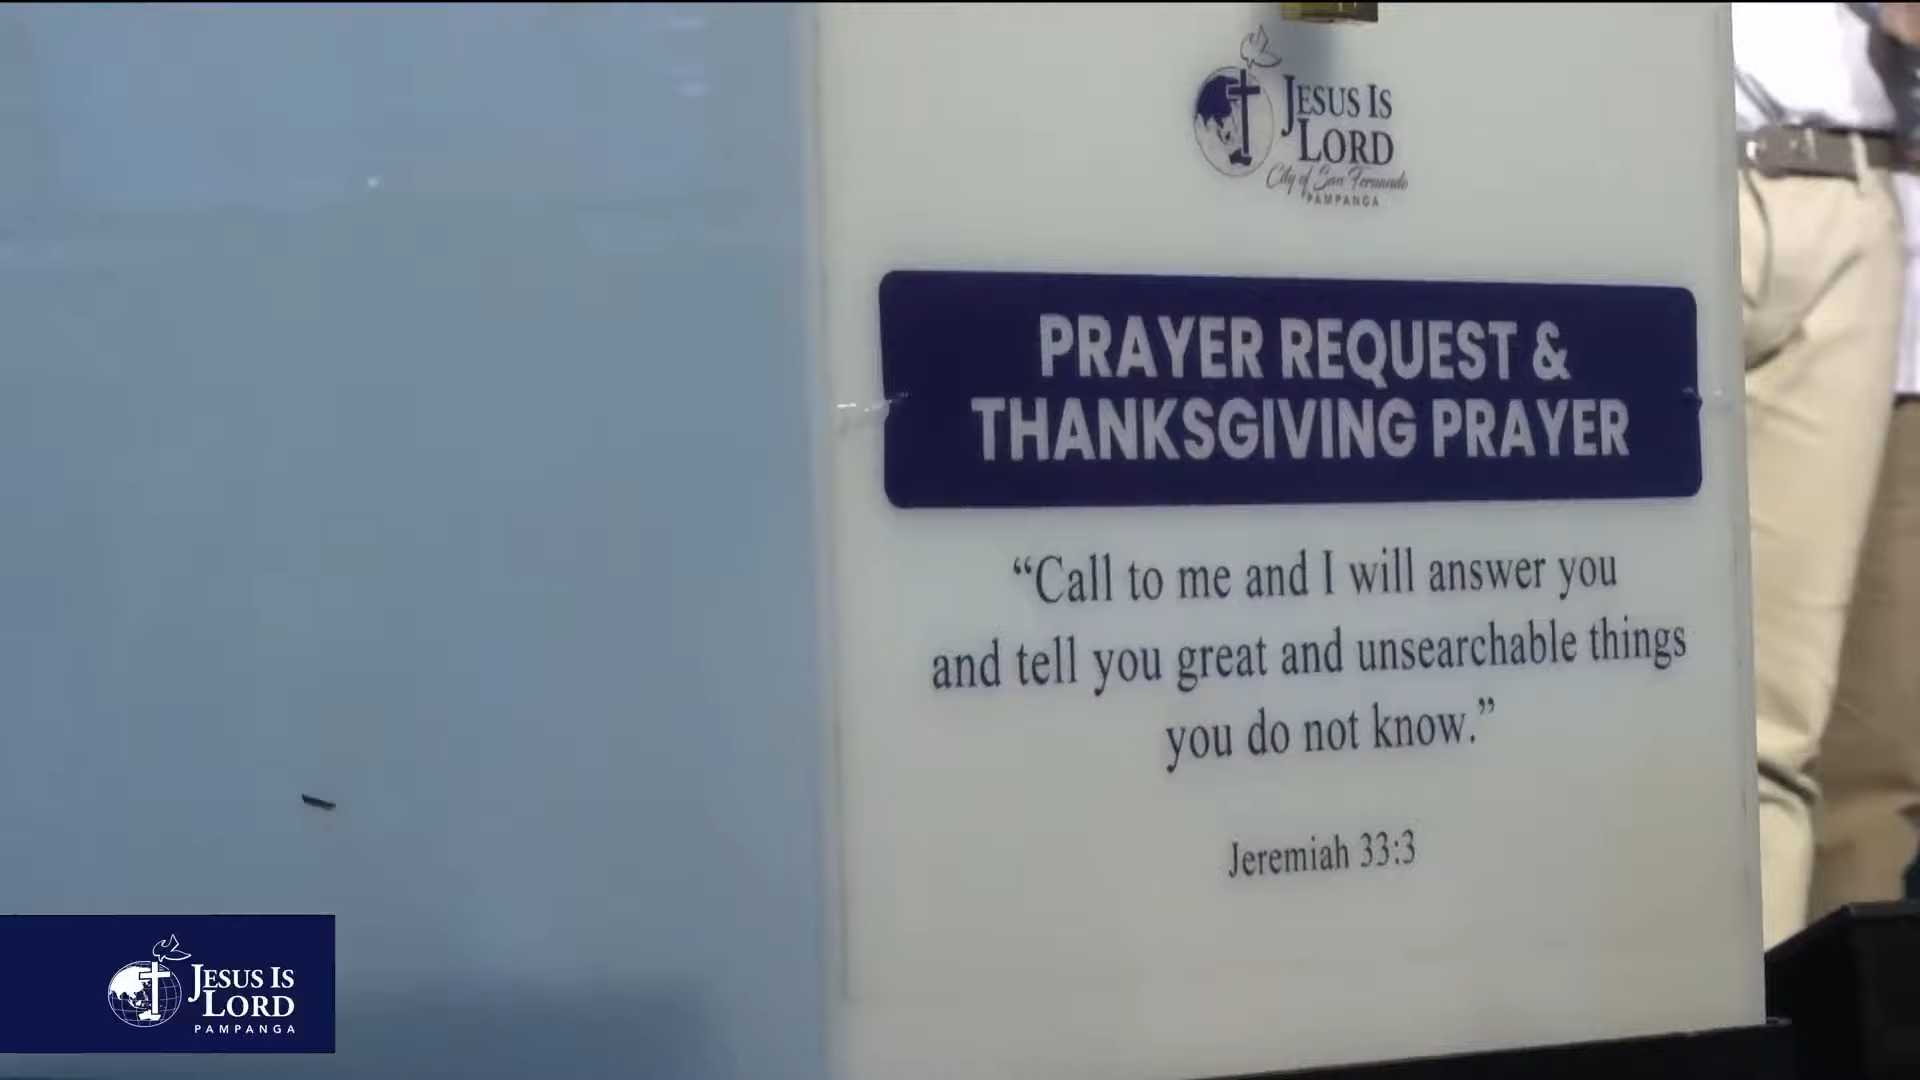 JESUS IS
LORD
City of San Fernando
PAMPANGA
PRAYER REQUEST &
THANKSGIVING PRAYER
“Call to me and I will answer you
and tell you great and unsearchable things
you do not know.”
Jeremiah 33:3
JESUS IS
LORD
PAMPANGA